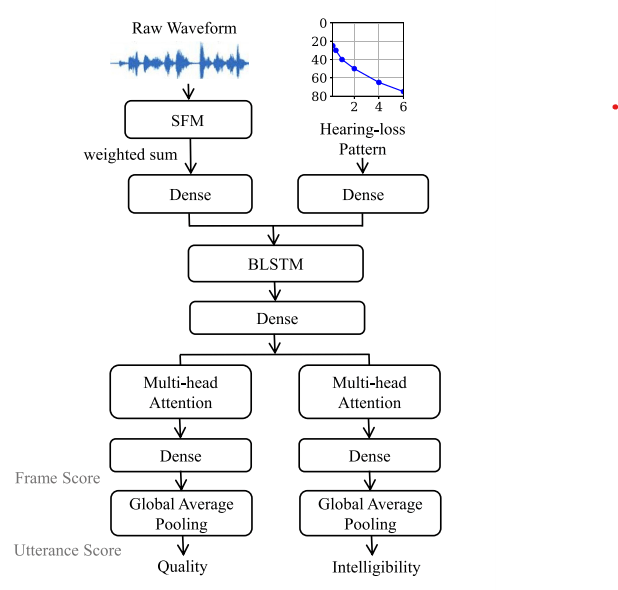 Raw Waveform
0
20
40
60
80
2
4
6
SFM
Hearing-loss
Pattern
weighted sum
Dense
Dense
BLSTM
Dense
Multi-head
Attention
Multi-head
Attention
Dense
Dense
Frame Score
Global Average
Pooling
Global Average
Pooling
Utterance Score
Quality
Intelligibility